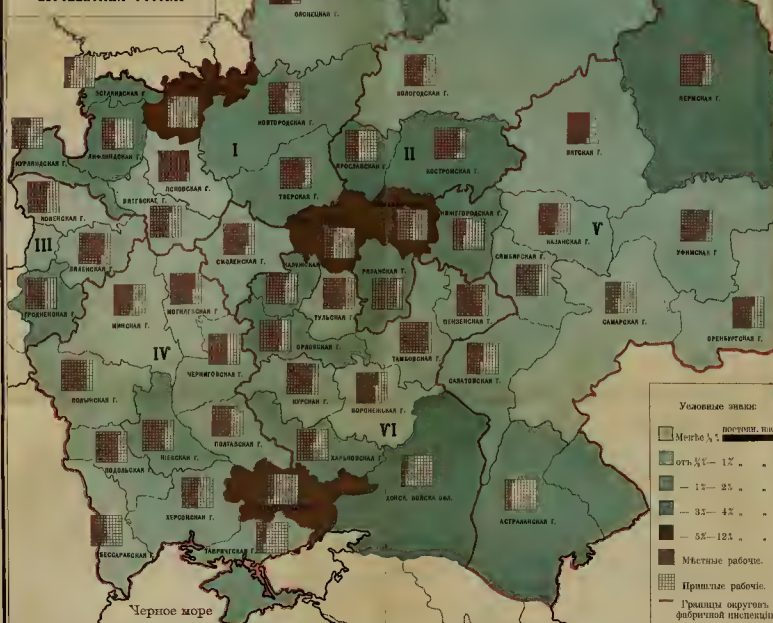 ОЛОНЕЦКАЯ Г.
ЭСТЛЯНДСКАЯ Г.
ВОЛОГОДСКАЯ Г.
ПЕРМСКАЯ Г.
НОВГОРОДСКАЯ Г.
ВЯТСКАЯ Г.
КУРЛЯНДСКАЯ Г.
ЛИФЛЯНДСКАЯ Г.
I
ЯРОСЛАВСКАЯ Г.
II
КОСТРОМСКАЯ Г.
ПСКОВСКАЯ Г.
ТВЕРСКАЯ Г.
ВИТЕБСК. Г.
КОВЕНСКАЯ Г.
НИЖЕГОРОДСКАЯ Г.
КАЗАНСКАЯ Г.
V
УФИМСКАЯ Г.
III
ВИЛЕНСКАЯ Г.
СМОЛЕНСКАЯ Г.
КАЛУЖСКАЯ Г.
РЯЗАНСКАЯ Г.
СИМБИРСКАЯ Г.
ГРОДНЕНСКАЯ Г.
МИНСКАЯ Г.
МОГИЛЕВСКАЯ Г.
ТУЛЬСКАЯ Г.
ПЕНЗЕНСКАЯ Г.
САМАРСКАЯ Г.
ОРЕНБУРГСКАЯ Г.
IV
ОРЛОВСКАЯ Г.
ТАМБОВСКАЯ Г.
ЧЕРНИГОВСКАЯ Г.
САРАТОВСКАЯ Г.
ВОЛЫНСКАЯ Г.
КУРСКАЯ Г.
ВОРОНЕЖСКАЯ Г.
VI
ПОЛТАВСКАЯ Г.
КІЕВСКАЯ Г.
ХАРЬКОВСКАЯ Г.
ПОДОЛЬСКАЯ Г.
ДОНСК. ВОЙСКА ОБЛ.
АСТРАХАНСКАЯ Г.
ХЕРСОНСКАЯ Г.
БЕССАРАБСКАЯ Г.
ТАВРИЧЕСКАЯ Г.
Черное море
Условные знаки:
Менѣе ½%
отъ ½%— 1% „ „
— 1%— 2% „ „
— 3%— 4% „ „
— 5%—12% „ „
Мѣстные рабочіе.
Пришлые рабочіе.
Границы округовъ
фабричной инспекціи